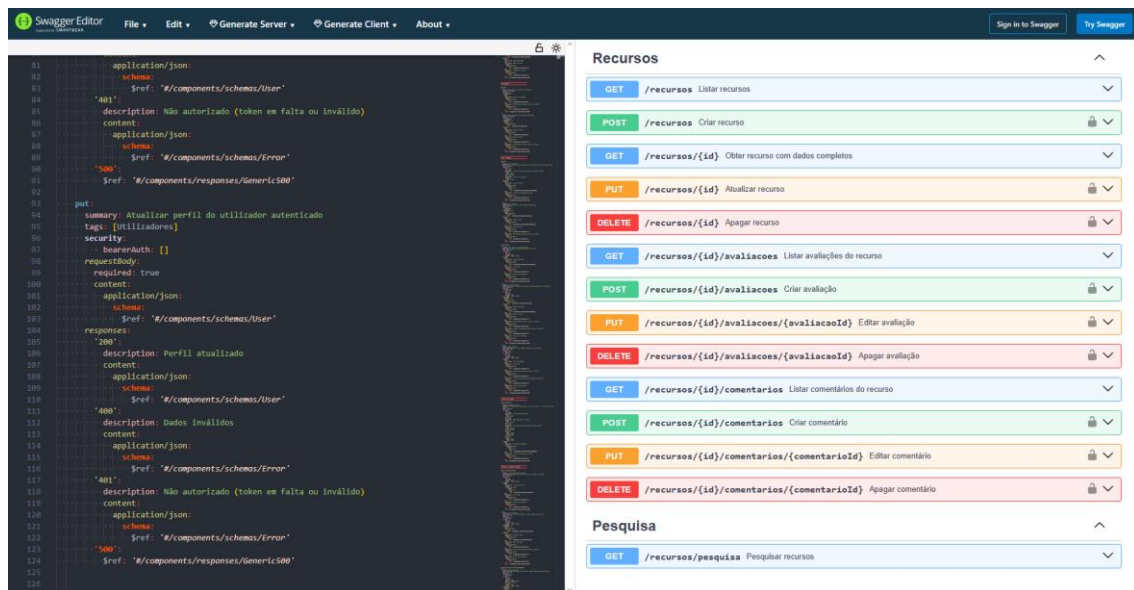 Swagger Editor
File
Edit
Generate Server
Generate Client
About
Sign in to Swagger
Try Swagger
81 application/json:
82 schema:
83 $ref: '#/components/schemas/User'
84 '401':
85 description: Não autorizado (token em falta ou inválido)
86 content:
87 application/json:
88 schema:
89 $ref: '#/components/schemas/Error'
90 '500':
91 $ref: '#/components/responses/Generic500'
92
93 put:
94 summary: Atualizar perfil do utilizador autenticado
95 tags: [Utilizadores]
96 security:
97 - bearerAuth: []
98 requestBody:
99 required: true
100 content:
101 application/json:
102 schema:
103 $ref: '#/components/schemas/User'
104 responses:
105 '200':
106 description: Perfil atualizado
107 content:
108 application/json:
109 schema:
110 $ref: '#/components/schemas/User'
111 '400':
112 description: Dados inválidos
113 content:
114 application/json:
115 schema:
116 $ref: '#/components/schemas/Error'
117 '401':
118 description: Não autorizado (token em falta ou inválido)
119 content:
120 application/json:
121 schema:
122 $ref: '#/components/schemas/Error'
123 '500':
124 $ref: '#/components/responses/Generic500'
125
126
Recursos
GET /recursos Listar recursos
POST /recursos Criar recurso
GET /recursos/{id} Obter recurso com dados completos
PUT /recursos/{id} Atualizar recurso
DELETE /recursos/{id} Apagar recurso
GET /recursos/{id}/avaliacoes Listar avaliações do recurso
POST /recursos/{id}/avaliacoes Criar avaliação
PUT /recursos/{id}/avaliacoes/{avaliacaoId} Editar avaliação
DELETE /recursos/{id}/avaliacoes/{avaliacaoId} Apagar avaliação
GET /recursos/{id}/comentarios Listar comentários do recurso
POST /recursos/{id}/comentarios Criar comentário
PUT /recursos/{id}/comentarios/{comentarioId} Editar comentário
DELETE /recursos/{id}/comentarios/{comentarioId} Apagar comentário
Pesquisa
GET /recursos/pesquisa Pesquisar recursos